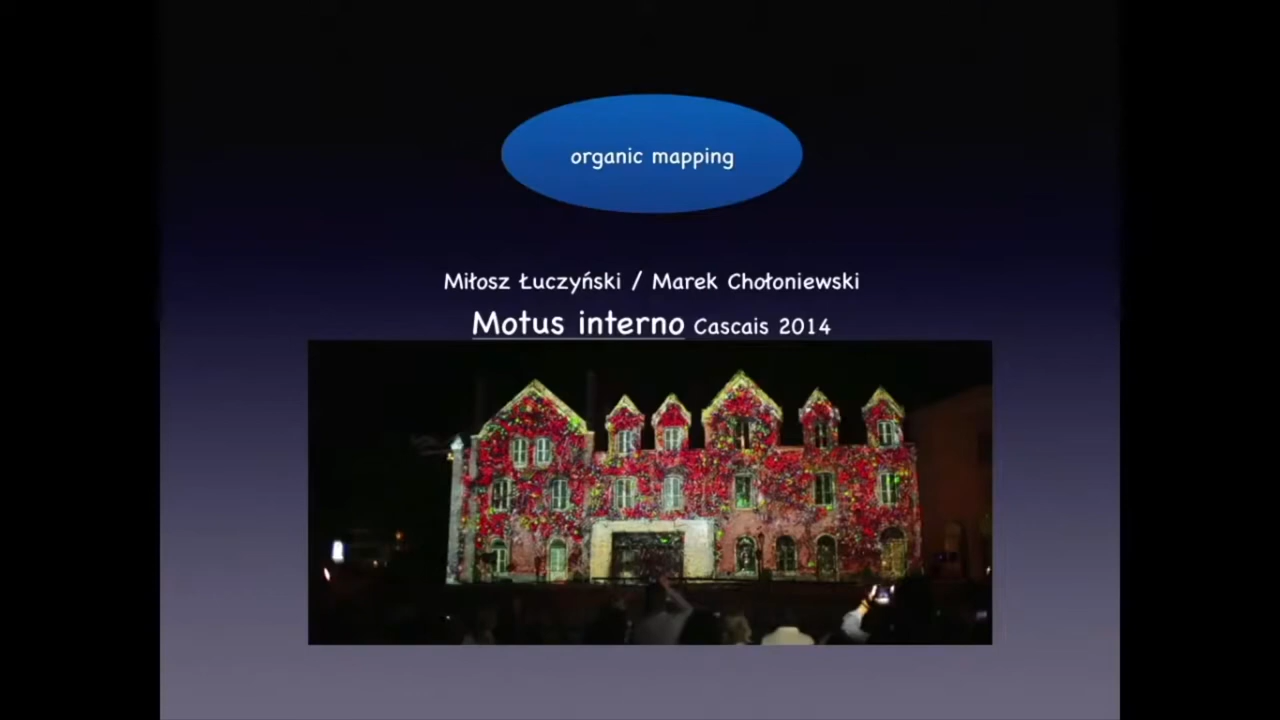 organic mapping
Miłosz Łuczyński / Marek Chołoniewski
Motus interno Cascais 2014